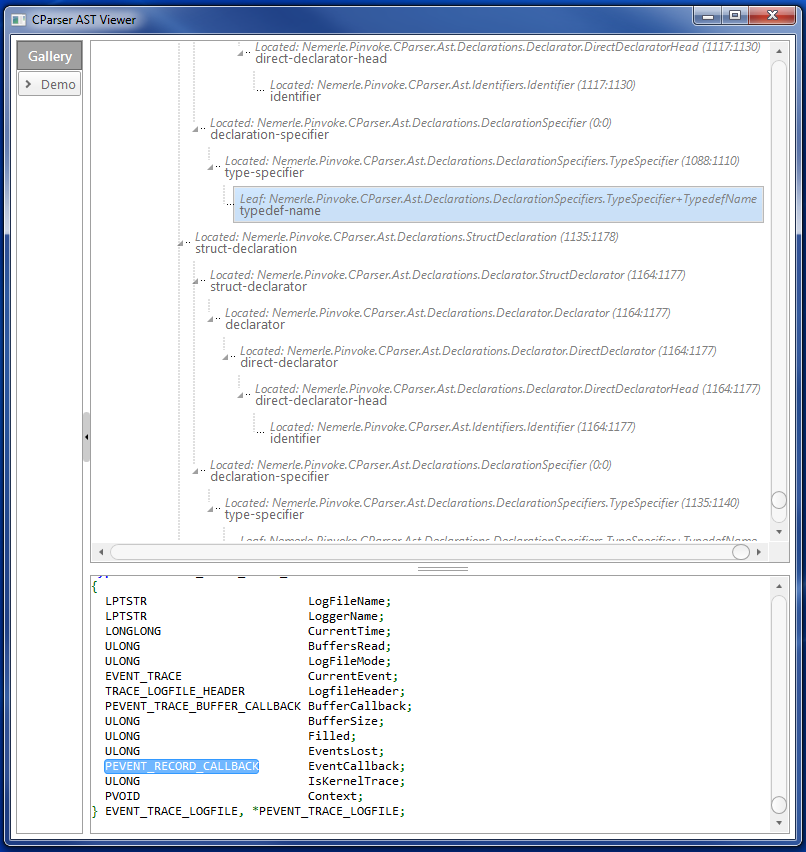 CParser AST Viewer
Gallery
Demo
Located: Nemerle.Pinvoke.CParser.Ast.Declarations.Declarator.DirectDeclaratorHead (1117:1130)
direct-declarator-head
Located: Nemerle.Pinvoke.CParser.Ast.Identifiers.Identifier (1117:1130)
identifier
Located: Nemerle.Pinvoke.CParser.Ast.Declarations.DeclarationSpecifier (0:0)
declaration-specifier
Located: Nemerle.Pinvoke.CParser.Ast.Declarations.DeclarationSpecifiers.TypeSpecifier (1088:1110)
type-specifier
Leaf: Nemerle.Pinvoke.CParser.Ast.Declarations.DeclarationSpecifiers.TypeSpecifier+TypedefName
typedef-name
Located: Nemerle.Pinvoke.CParser.Ast.Declarations.StructDeclaration (1135:1178)
struct-declaration
Located: Nemerle.Pinvoke.CParser.Ast.Declarations.Declarator.StructDeclarator (1164:1177)
struct-declarator
Located: Nemerle.Pinvoke.CParser.Ast.Declarations.Declarator.Declarator (1164:1177)
declarator
Located: Nemerle.Pinvoke.CParser.Ast.Declarations.Declarator.DirectDeclarator (1164:1177)
direct-declarator
Located: Nemerle.Pinvoke.CParser.Ast.Declarations.Declarator.DirectDeclaratorHead (1164:1177)
direct-declarator-head
Located: Nemerle.Pinvoke.CParser.Ast.Identifiers.Identifier (1164:1177)
identifier
Located: Nemerle.Pinvoke.CParser.Ast.Declarations.DeclarationSpecifier (0:0)
declaration-specifier
Located: Nemerle.Pinvoke.CParser.Ast.Declarations.DeclarationSpecifiers.TypeSpecifier (1135:1140)
type-specifier
Leaf: Nemerle.Pinvoke.CParser.Ast.Declarations.DeclarationSpecifiers.TypeSpecifier+TypedefName
{
LPTSTR LogFileName;
LPTSTR LoggerName;
LONGLONG CurrentTime;
ULONG BuffersRead;
ULONG LogFileMode;
EVENT_TRACE CurrentEvent;
TRACE_LOGFILE_HEADER LogfileHeader;
PEVENT_TRACE_BUFFER_CALLBACK BufferCallback;
ULONG BufferSize;
ULONG Filled;
ULONG EventsLost;
PEVENT_RECORD_CALLBACK EventCallback;
ULONG IsKernelTrace;
PVOID Context;
} EVENT_TRACE_LOGFILE, *PEVENT_TRACE_LOGFILE;